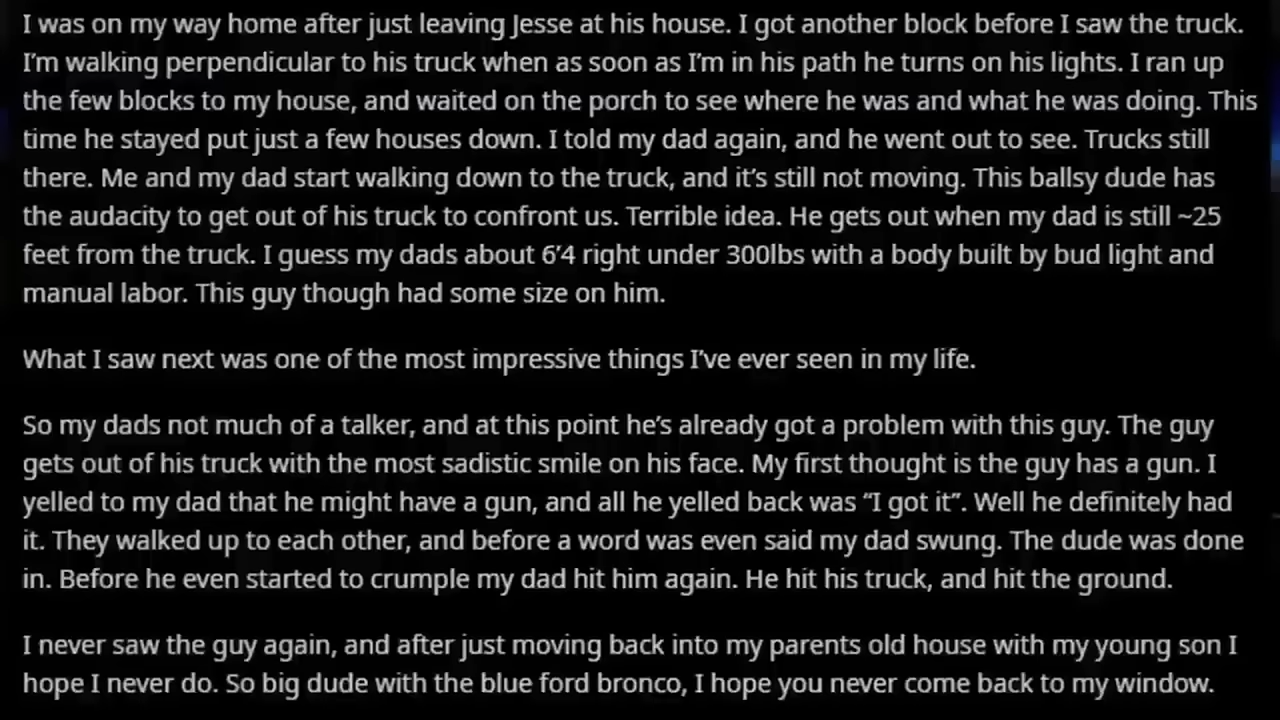 I was on my way home after just leaving Jesse at his house. I got another block before I saw the truck.
I’m walking perpendicular to his truck when as soon as I’m in his path he turns on his lights. I ran up
the few blocks to my house, and waited on the porch to see where he was and what he was doing. This
time he stayed put just a few houses down. I told my dad again, and he went out to see. Trucks still
there. Me and my dad start walking down to the truck, and it’s still not moving. This ballsy dude has
the audacity to get out of his truck to confront us. Terrible idea. He gets out when my dad is still ~25
feet from the truck. I guess my dads about 6’4 right under 300lbs with a body built by bud light and
manual labor. This guy though had some size on him.
What I saw next was one of the most impressive things I’ve ever seen in my life.
So my dads not much of a talker, and at this point he’s already got a problem with this guy. The guy
gets out of his truck with the most sadistic smile on his face. My first thought is the guy has a gun. I
yelled to my dad that he might have a gun, and all he yelled back was “I got it”. Well he definitely had
it. They walked up to each other, and before a word was even said my dad swung. The dude was done
in. Before he even started to crumple my dad hit him again. He hit his truck, and hit the ground.
I never saw the guy again, and after just moving back into my parents old house with my young son I
hope I never do. So big dude with the blue ford bronco, I hope you never come back to my window.